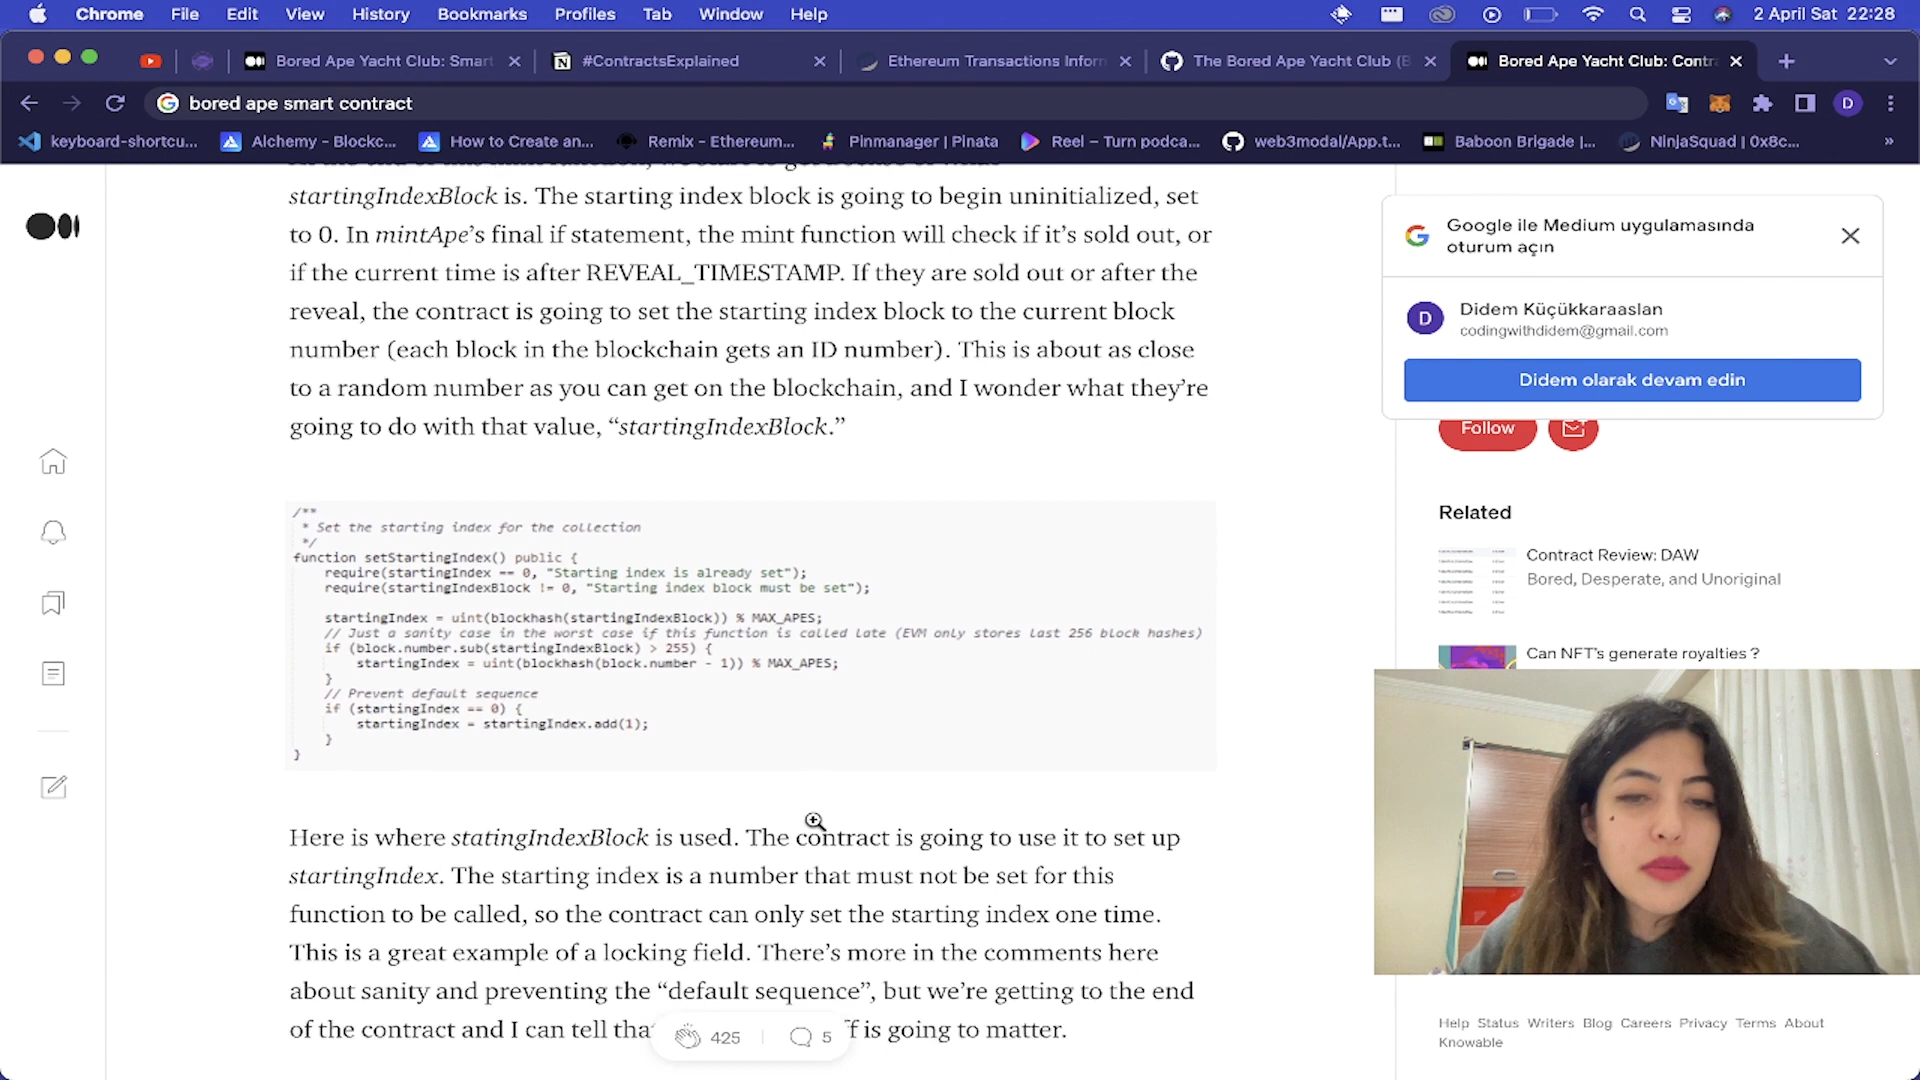 Chrome File Edit View History Bookmarks Profiles Tab Window Help
2 April Sat 22:28
Bored Ape Yacht Club: Smart
#ContractsExplained
Ethereum Transactions Infor
The Bored Ape Yacht Club (B
Bored Ape Yacht Club: Contr
bored ape smart contract
D
keyboard-shortcu...
Alchemy - Blockc...
How to Create an...
Remix - Ethereum...
Pinmanager | Pinata
Reel – Turn podca...
web3modal/App.t...
Baboon Brigade |...
NinjaSquad | 0x8c...
startingIndexBlock is. The starting index block is going to begin uninitialized, set
to 0. In mintApe’s final if statement, the mint function will check if it’s sold out, or
if the current time is after REVEAL_TIMESTAMP. If they are sold out or after the
reveal, the contract is going to set the starting index block to the current block
number (each block in the blockchain gets an ID number). This is about as close
to a random number as you can get on the blockchain, and I wonder what they’re
going to do with that value, “startingIndexBlock.”
/**
* Set the starting index for the collection
*/
function setStartingIndex() public {
require(startingIndex == 0, "Starting index is already set");
require(startingIndexBlock != 0, "Starting index block must be set");
startingIndex = uint(blockhash(startingIndexBlock)) % MAX_APES;
// Just a sanity case in the worst case if this function is called late (EVM only stores last 256 block hashes)
if (block.number.sub(startingIndexBlock) > 255) {
startingIndex = uint(blockhash(block.number - 1)) % MAX_APES;
}
// Prevent default sequence
if (startingIndex == 0) {
startingIndex = startingIndex.add(1);
}
}
Here is where statingIndexBlock is used. The contract is going to use it to set up
startingIndex. The starting index is a number that must not be set for this
function to be called, so the contract can only set the starting index one time.
This is a great example of a locking field. There’s more in the comments here
about sanity and preventing the “default sequence”, but we’re getting to the end
of the contract and I can tell is going to matter.
425
5
Google ile Medium uygulamasında
oturum açın
D
Didem Küçükkaraaslan
codingwithdidem@gmail.com
Didem olarak devam edin
Follow
Related
Contract Review: DAW
Bored, Desperate, and Unoriginal
Can NFT’s generate royalties ?
Help Status Writers Blog Careers Privacy Terms About
Knowable